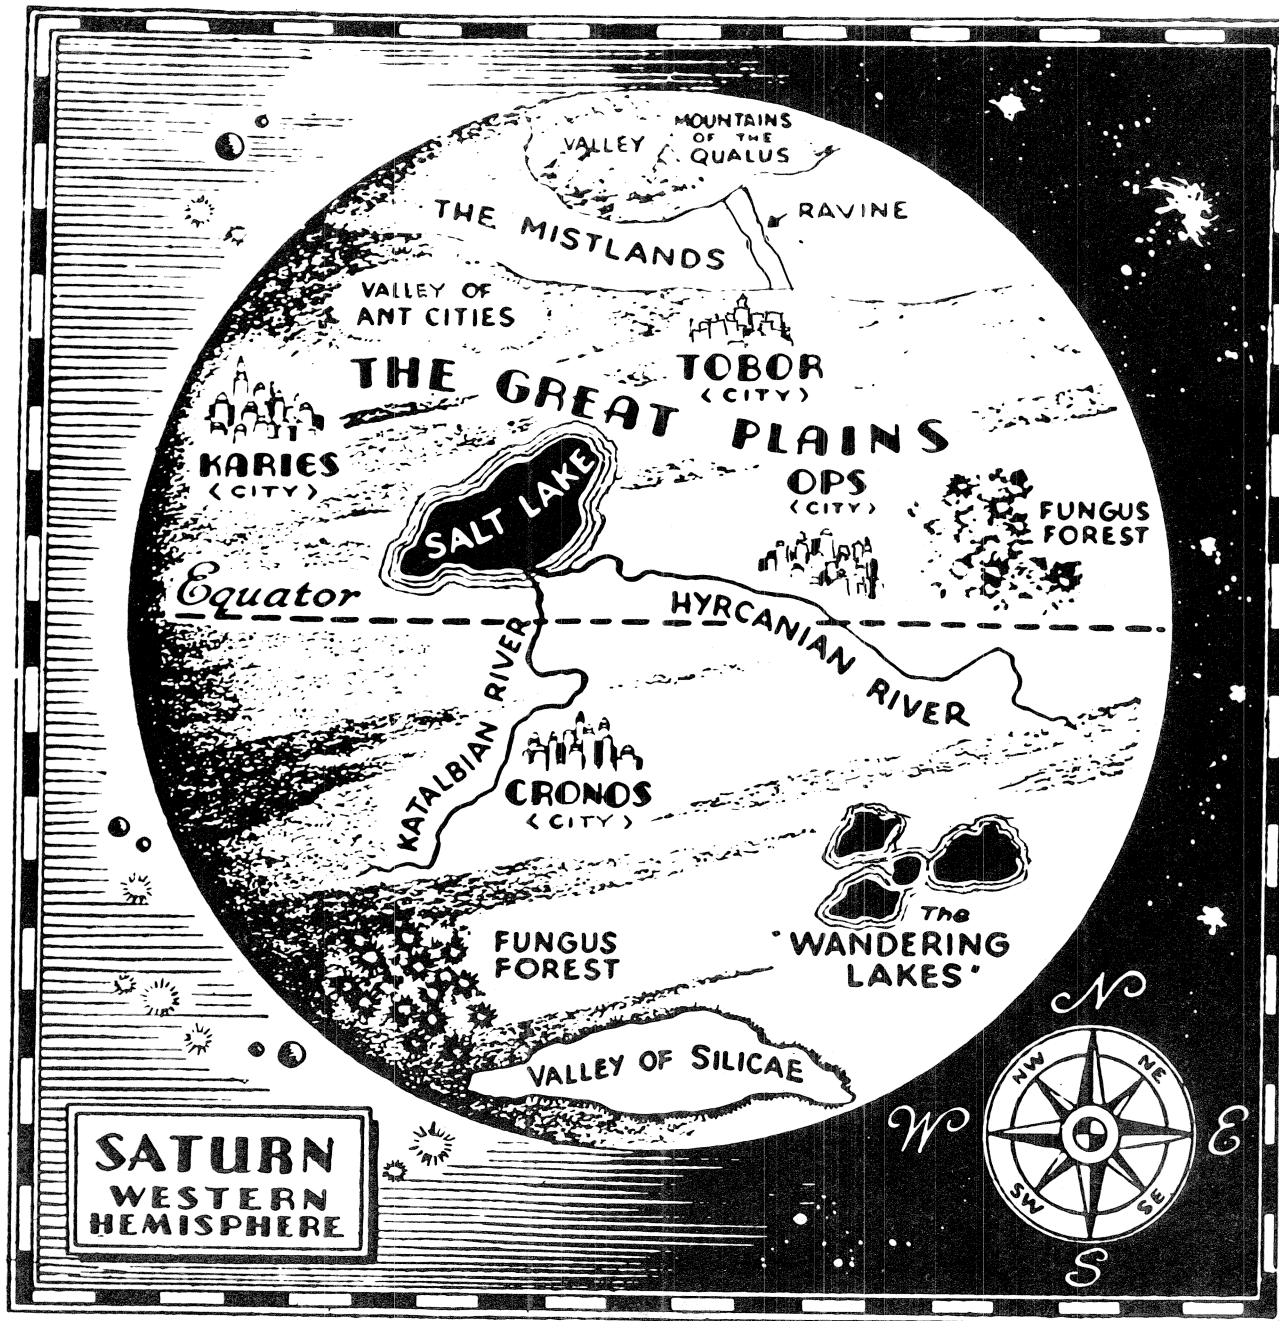 VALLEY
MOUNTAINS
OF THE
QUALUS
THE MISTLANDS
RAVINE
VALLEY OF
ANT CITIES
TOBOR
<CITY>
THE GREAT PLAINS
KARIES
<CITY>
SALT LAKE
OPS
<CITY>
FUNGUS
FOREST
Equator
HYRCANIAN RIVER
KATALBIAN RIVER
CRONOS
<CITY>
The
"WANDERING
LAKES"
FUNGUS
FOREST
VALLEY OF SILICAE
N
NW
NE
W
E
SW
SE
S
SATURN
WESTERN
HEMISPHERE